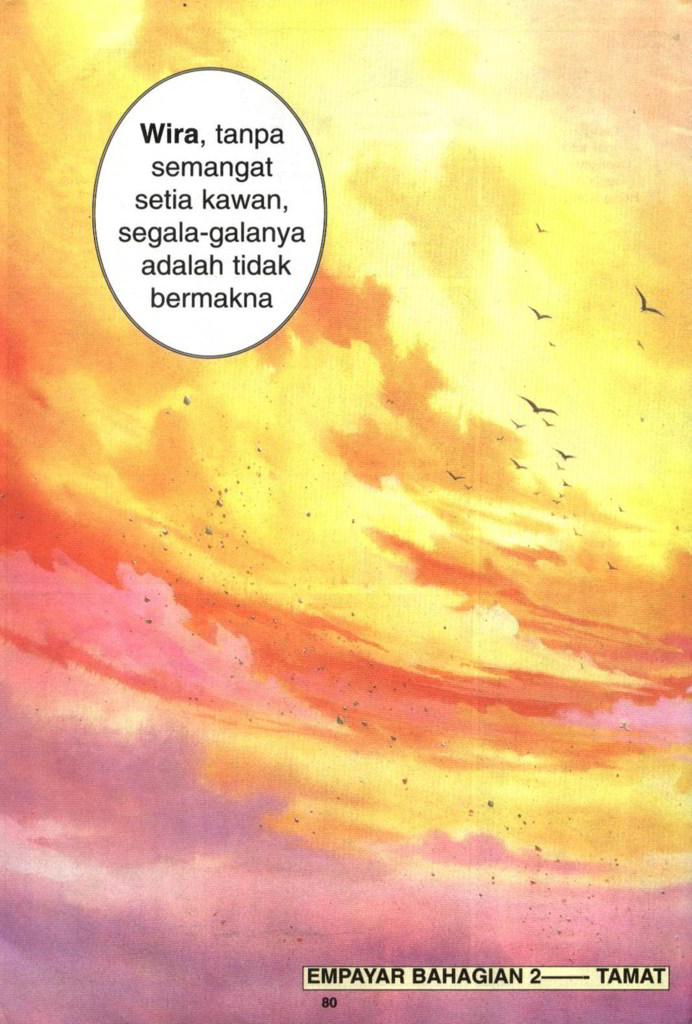 Wira, tanpa
semangat
setia kawan,
segala-galanya
adalah tidak
bermakna
EMPAYAR BAHAGIAN 2—— TAMAT
80